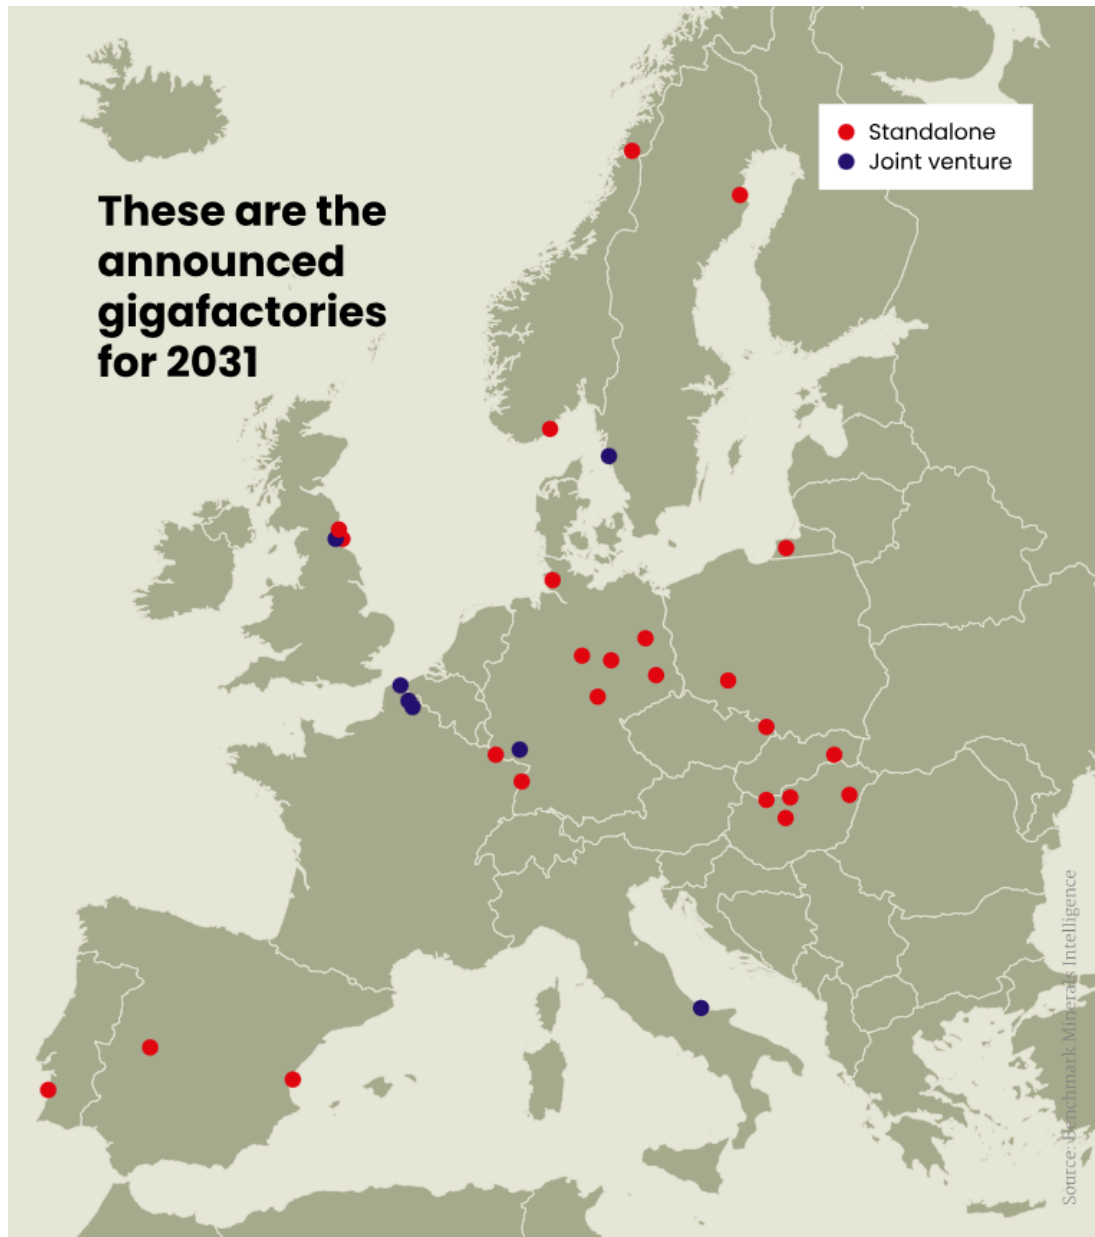 These are the
announced
gigafactories
for 2031
Standalone
Joint venture
Source: Benchmark Minerals Intelligence